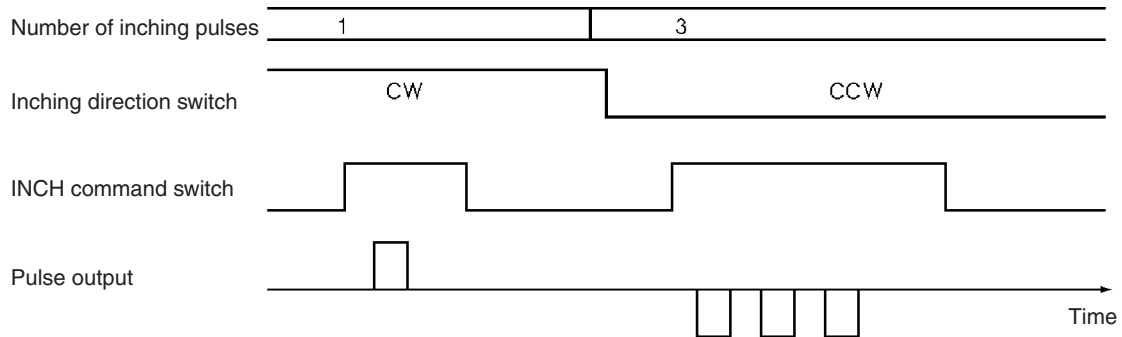 Number of inching pulses 1 3
Inching direction switch CW CCW
INCH command switch
Pulse output
Time